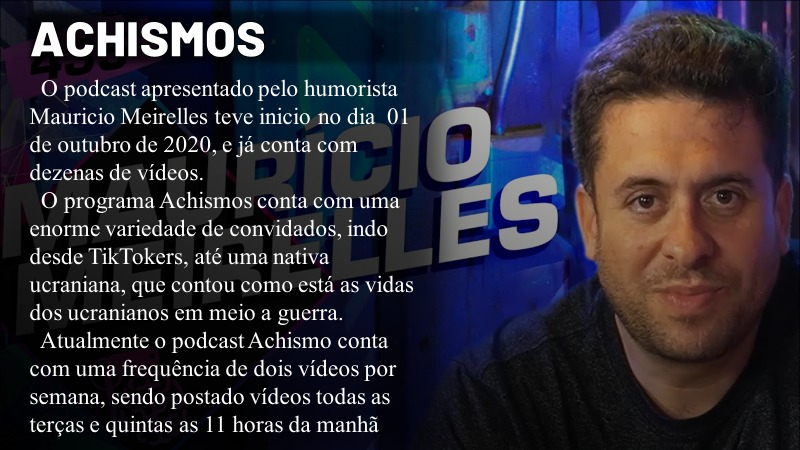 ACHISMOS
O podcast apresentado pelo humorista
Mauricio Meirelles teve inicio no dia 01
de outubro de 2020, e já conta com
dezenas de vídeos.
O programa Achismos conta com uma
enorme variedade de convidados, indo
desde TikTokers, até uma nativa
ucraniana, que contou como está as vidas
dos ucranianos em meio a guerra.
Atualmente o podcast Achismo conta
com uma frequência de dois vídeos por
semana, sendo postado vídeos todas as
terças e quintas as 11 horas da manhã
MAURÍCIO
MEIRELLES